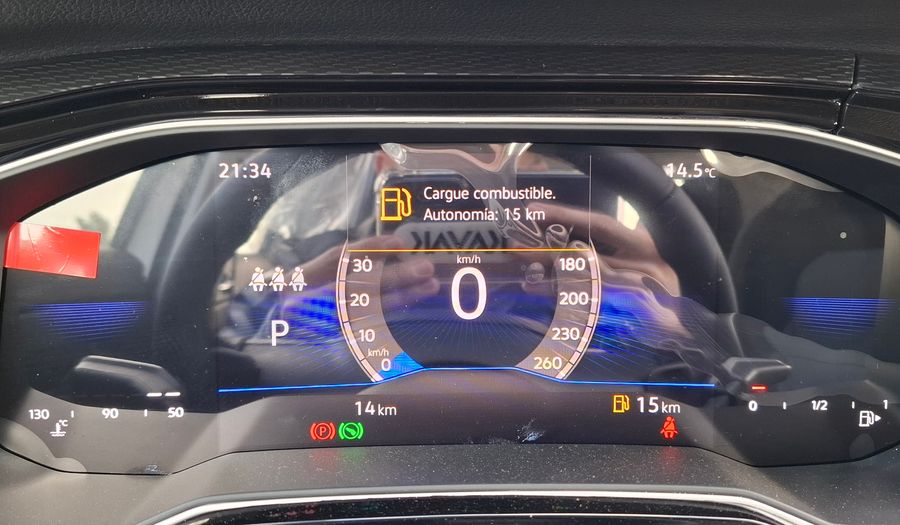 21:34
14.5°C
Cargue combustible.
Autonomía: 15 km
km/h
0
30
20
10
km/h
0
180
200
230
260
P
130 °C 90 50
14 km
15 km
0 1/2 1
(P)